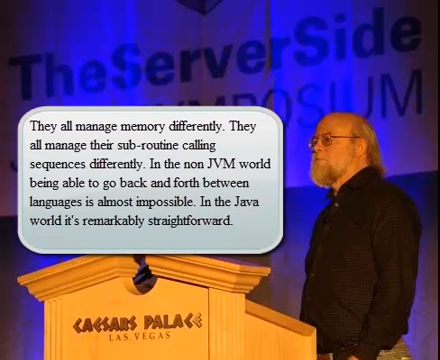 TheServerSide
SYMPOSIUM
They all manage memory differently. They
all manage their sub-routine calling
sequences differently. In the non JVM world
being able to go back and forth between
languages is almost impossible. In the Java
world it's remarkably straightforward.
CAESARS PALACE
LAS VEGAS